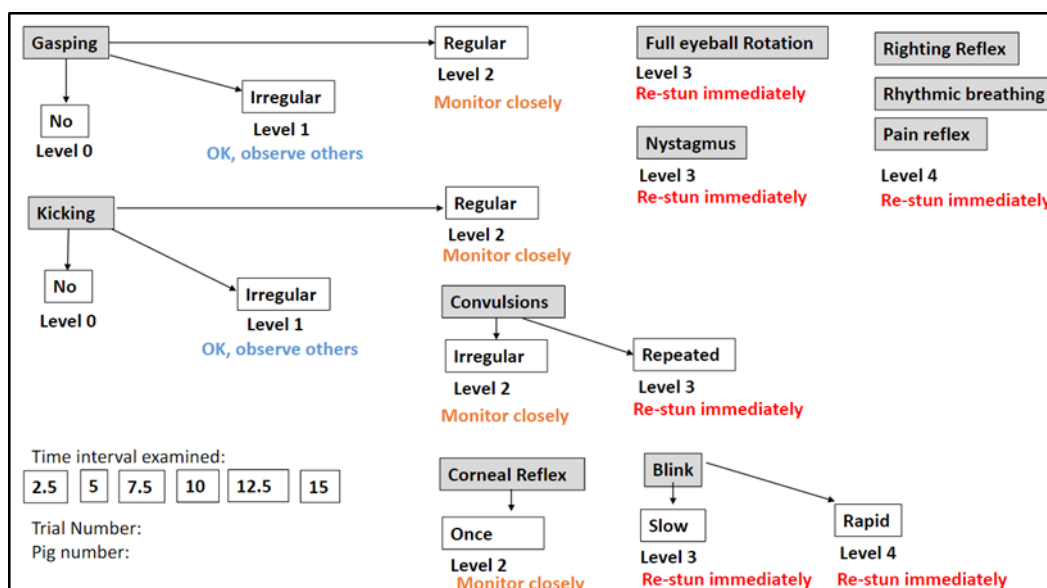 Gasping
No
Level 0
Irregular
Level 1
OK, observe others
Regular
Level 2
Monitor closely
Full eyeball Rotation
Level 3
Re-stun immediately
Righting Reflex
Rhythmic breathing
Pain reflex
Level 4
Re-stun immediately
Nystagmus
Level 3
Re-stun immediately
Kicking
No
Level 0
Irregular
Level 1
OK, observe others
Regular
Level 2
Monitor closely
Convulsions
Irregular
Level 2
Monitor closely
Repeated
Level 3
Re-stun immediately
Time interval examined:
2.5 5 7.5 10 12.5 15
Trial Number:
Pig number:
Corneal Reflex
Once
Level 2
Monitor closely
Blink
Slow
Level 3
Re-stun immediately
Rapid
Level 4
Re-stun immediately